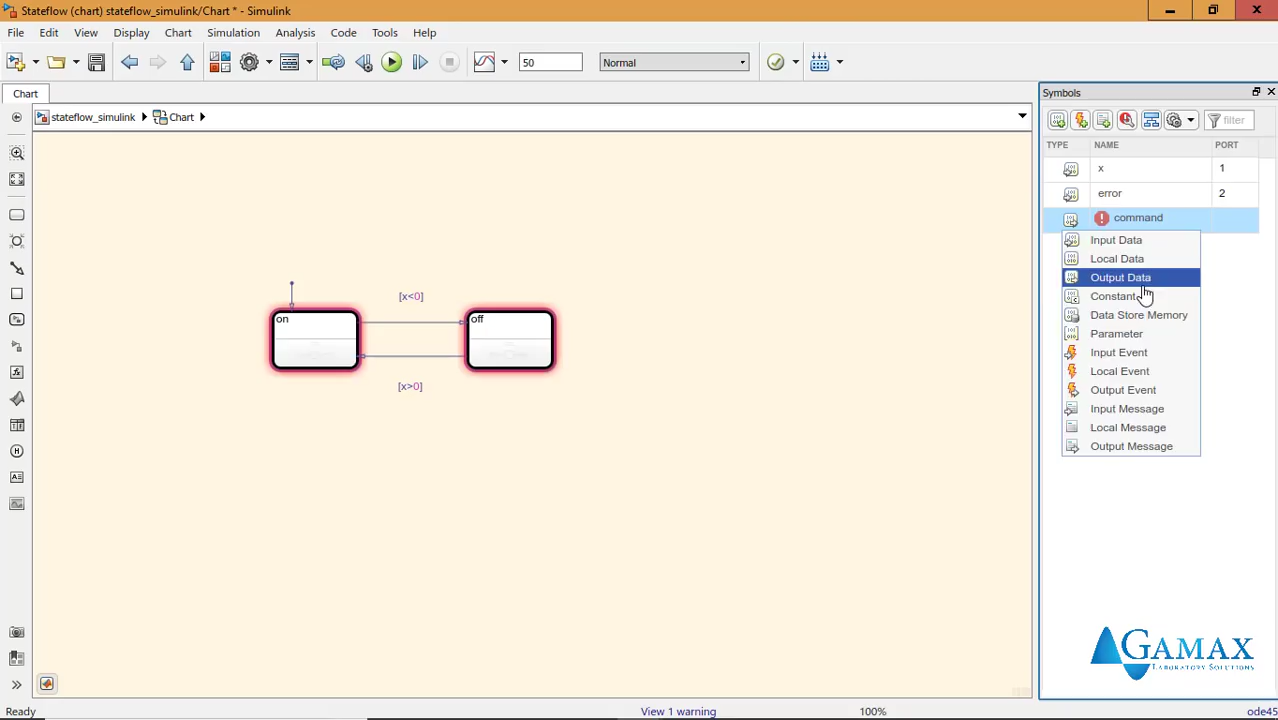 Stateflow (chart) stateflow_simulink/Chart * - Simulink
File Edit View Display Chart Simulation Analysis Code Tools Help
50
Normal
Chart
stateflow_simulink Chart
Symbols
filter
TYPE NAME PORT
x 1
error 2
command
Input Data
Local Data
Output Data
Constant
Data Store Memory
Parameter
Input Event
Local Event
Output Event
Input Message
Local Message
Output Message
[x<0]
on
off
[x>0]
GAMAX
LABORATORY SOLUTIONS
Ready
View 1 warning
100%
ode45